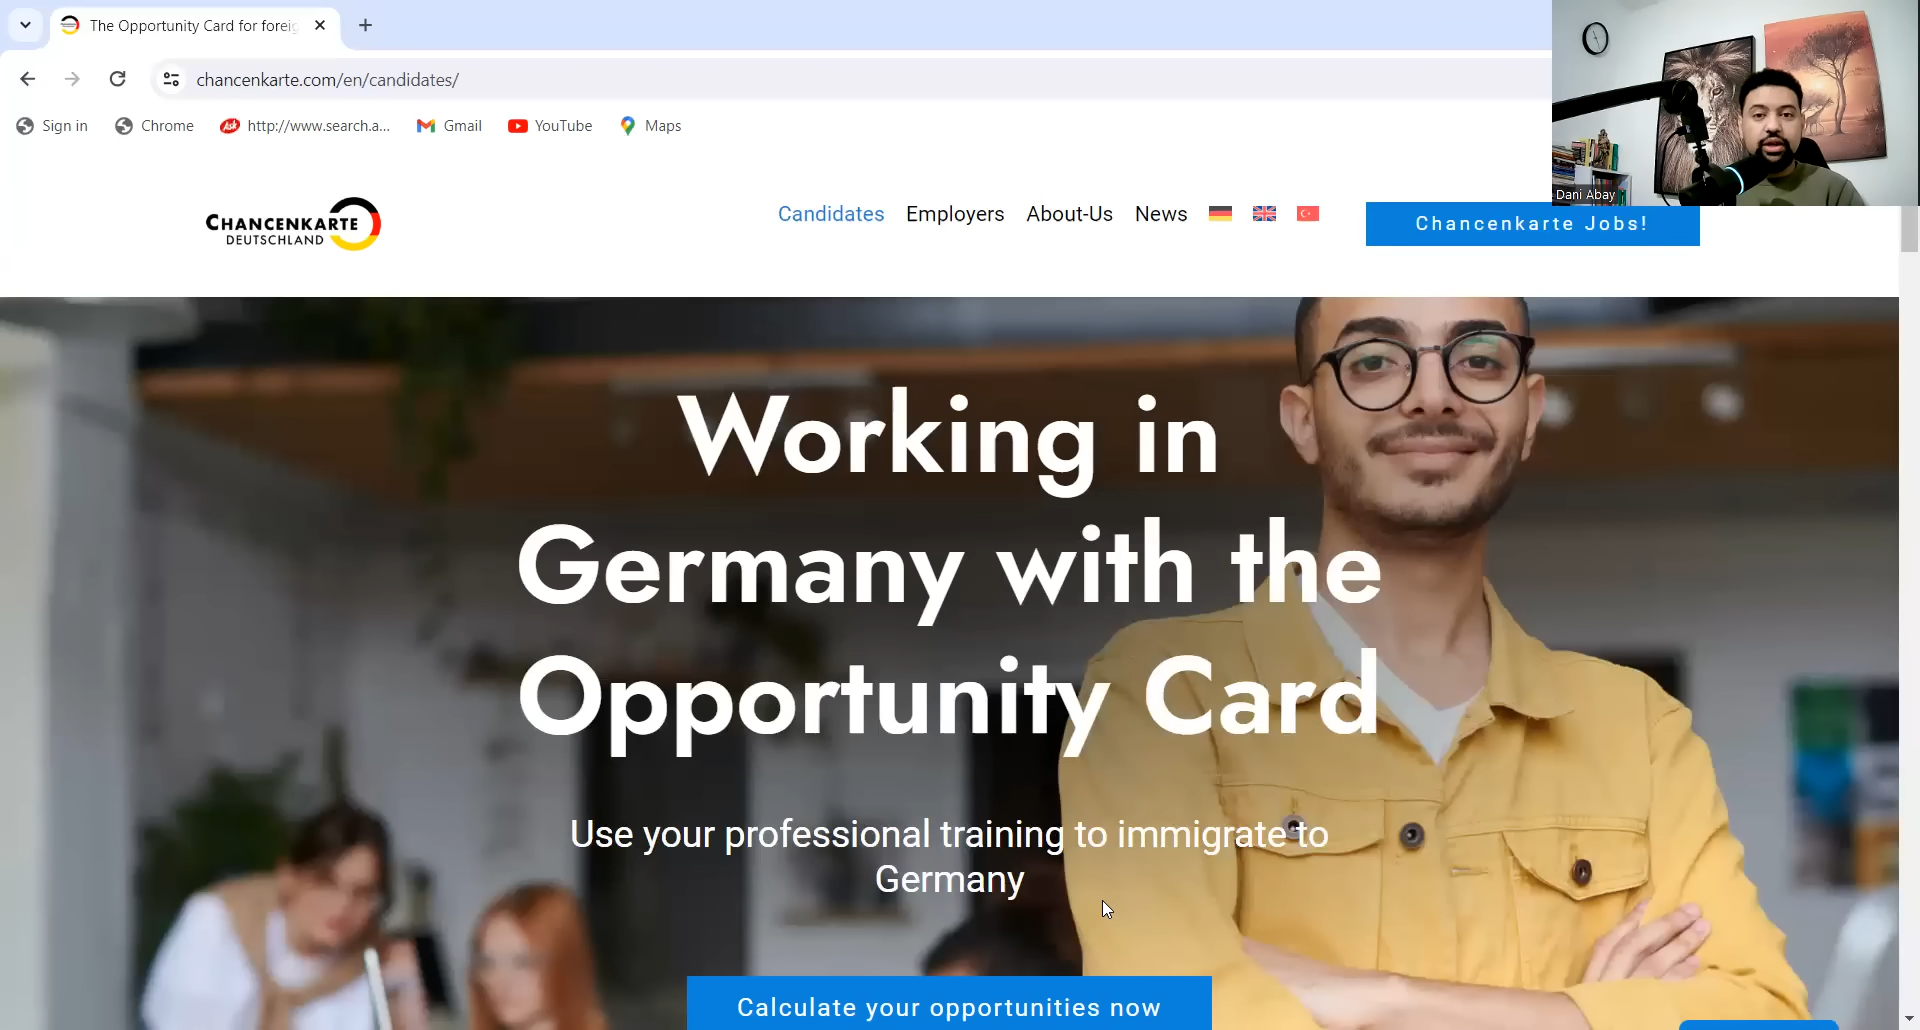 The Opportunity Card for foreig
chancenkarte.com/en/candidates/
Sign in
Chrome
Ask
http://www.search.a...
Gmail
YouTube
Maps
Dani Abay
CHANCENKARTE
DEUTSCHLAND
Candidates
Employers
About-Us
News
Chancenkarte Jobs!
Working in
Germany with the
Opportunity Card
Use your professional training to immigrate to
Germany
Calculate your opportunities now